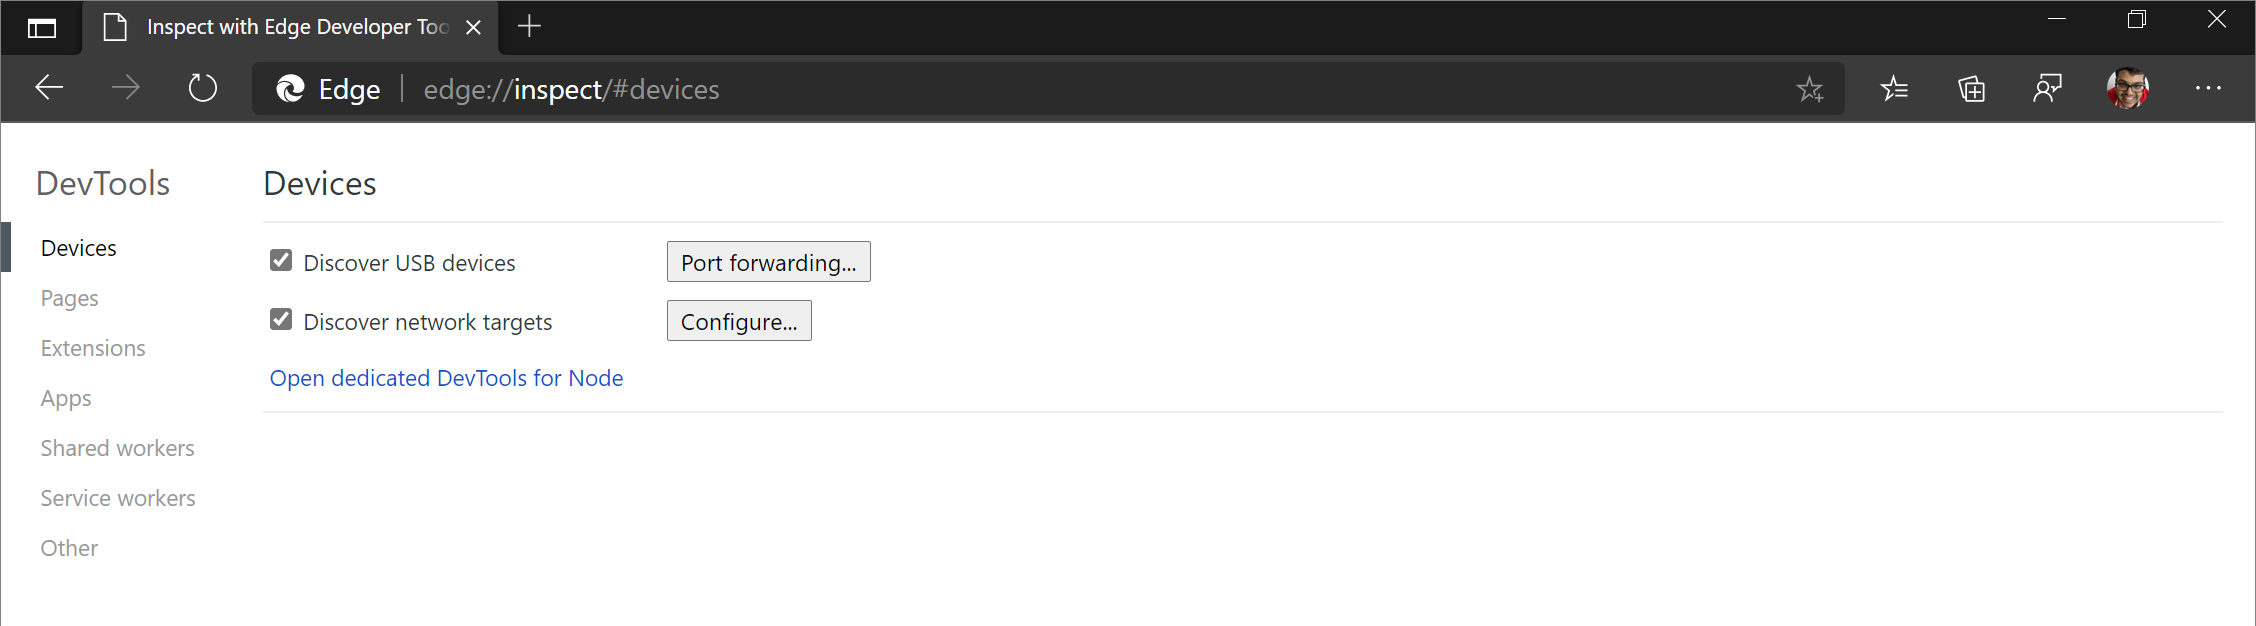 Inspect with Edge Developer Too
Edge edge://inspect/#devices
DevTools
Devices
Pages
Extensions
Apps
Shared workers
Service workers
Other
Devices
Discover USB devices Port forwarding...
Discover network targets Configure...
Open dedicated DevTools for Node